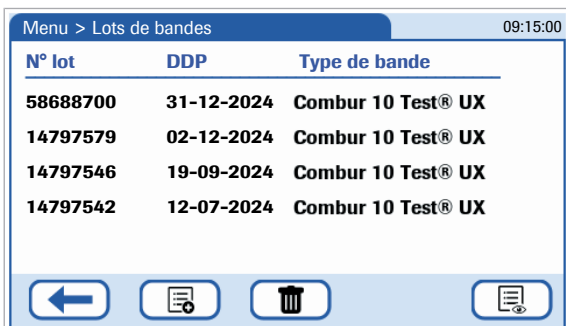 Menu > Lots de bandes 09:15:00
N° lot DDP Type de bande
58688700 31-12-2024 Combur 10 Test® UX
14797579 02-12-2024 Combur 10 Test® UX
14797546 19-09-2024 Combur 10 Test® UX
14797542 12-07-2024 Combur 10 Test® UX